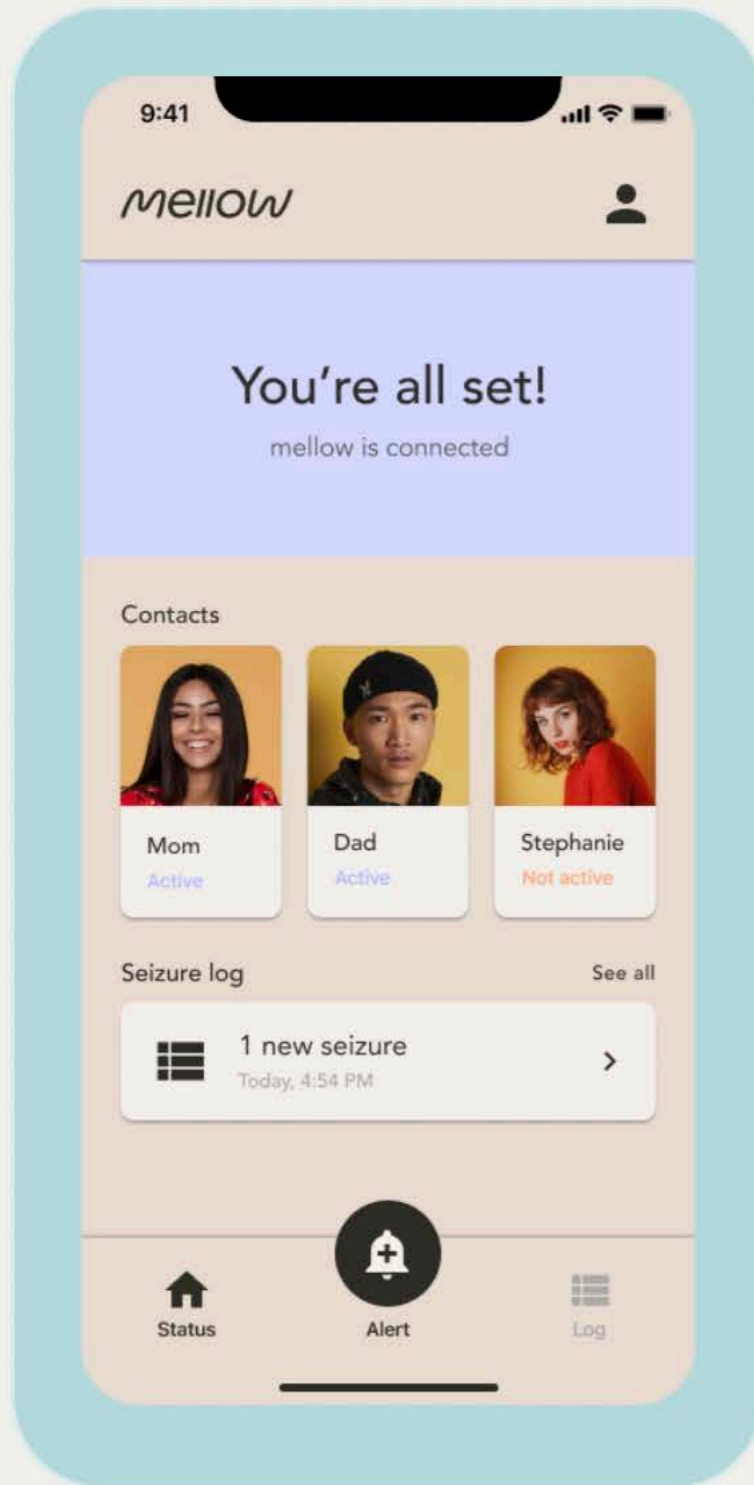 9:41
mellow
You're all set!
mellow is connected
Contacts
Mom
Active
Dad
Active
Stephanie
Not active
Seizure log
See all
1 new seizure
Today, 4:54 PM
Status
Alert
Log